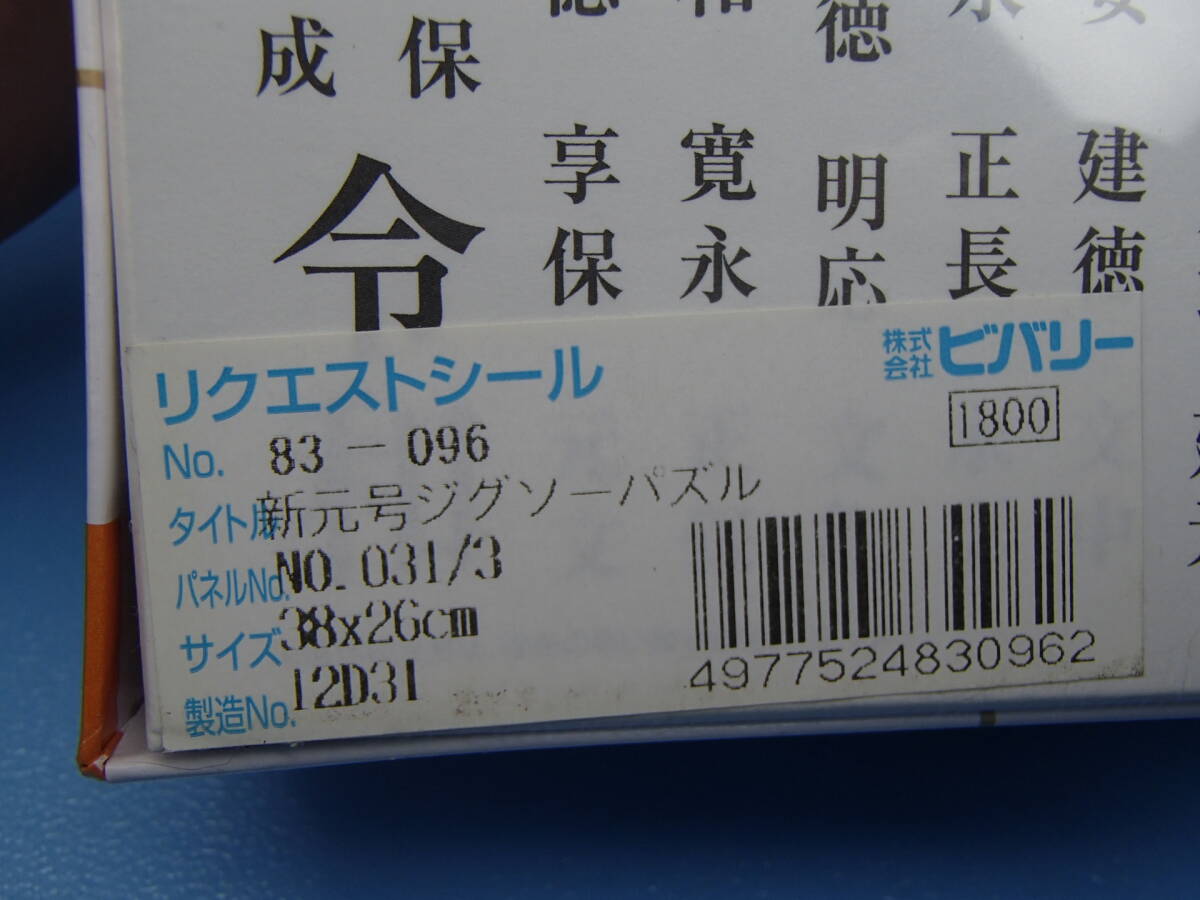 建徳
正長
明応
徳
寛永
享保
保
成
令
リクエストシール
株式会社 ビバリー
No. 83-096
1800
タイトル 新元号ジグソーパズル
パネルNo. NO.031/3
サイズ 38x26cm
製造No. 12D31
4977524830962